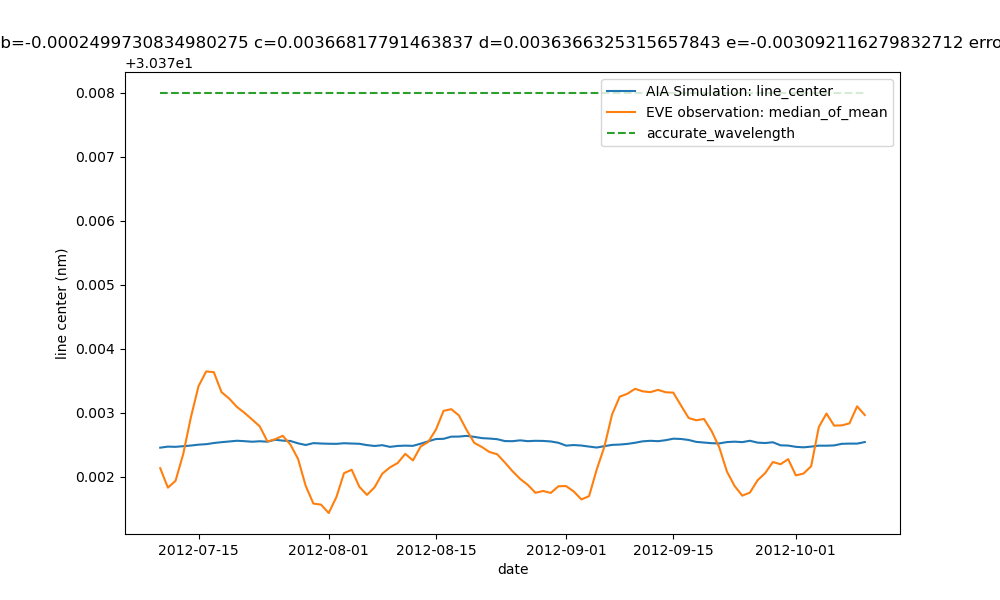 b=-0.0002499730834980275 c=0.00366817791463837 d=0.0036366325315657843 e=-0.003092116279832712 erro
+3.037e1
0.008
0.007
0.006
0.005
0.004
0.003
0.002
line center (nm)
AIA Simulation: line_center
EVE observation: median_of_mean
accurate_wavelength
2012-07-15 2012-08-01 2012-08-15 2012-09-01 2012-09-15 2012-10-01
date